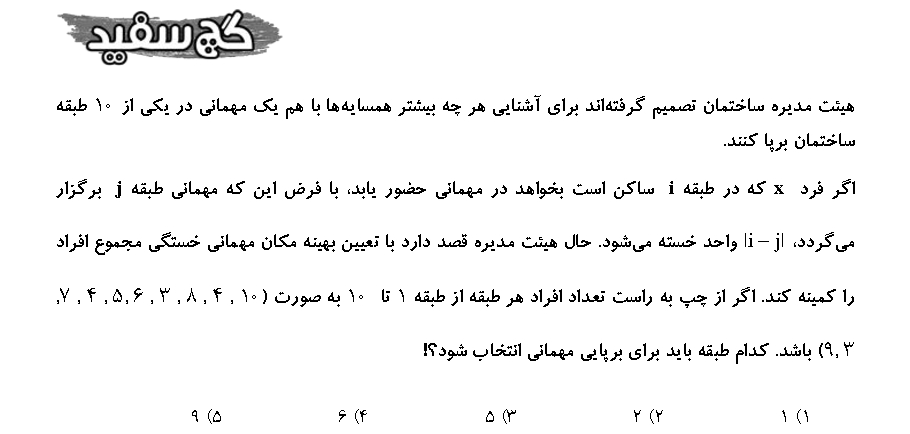 گچ سفید
هیئت مدیره ساختمان تصمیم گرفته‌اند برای آشنایی هر چه بیشتر همسایه‌ها با هم یک مهمانی در یکی از ۱۰ طبقه
ساختمان برپا کنند.
اگر فرد x که در طبقه i ساکن است بخواهد در مهمانی حضور یابد، با فرض این که مهمانی طبقه j برگزار
می‌گردد، |i – j| واحد خسته می‌شود. حال هیئت مدیره قصد دارد با تعیین بهینه مکان مهمانی خستگی مجموع افراد
را کمینه کند. اگر از چپ به راست تعداد افراد هر طبقه از طبقه ۱ تا ۱۰ به صورت (۷, ۴ ,۵,۶ , ۳ , ۸ , ۴ , ۱۰,
۹,۳) باشد. کدام طبقه باید برای برپایی مهمانی انتخاب شود؟!
۱) ۱ ۲) ۲ ۳) ۵ ۴) ۶ ۵) ۹